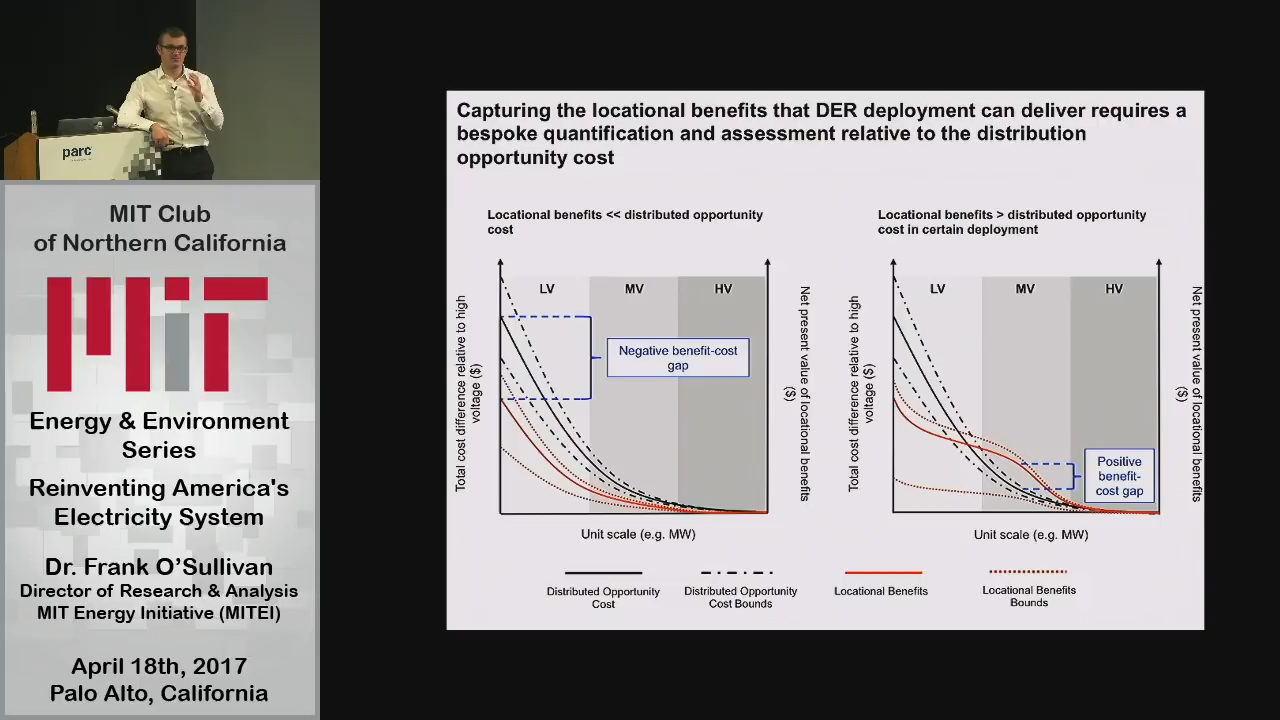 parc
MIT Club
of Northern California
MIT
Energy & Environment
Series
Reinventing America's
Electricity System
Dr. Frank O'Sullivan
Director of Research & Analysis
MIT Energy Initiative (MITEI)
April 18th, 2017
Palo Alto, California
Capturing the locational benefits that DER deployment can deliver requires a
bespoke quantification and assessment relative to the distribution
opportunity cost
Locational benefits << distributed opportunity
cost
LV
MV
HV
Negative benefit-cost
gap
Total cost difference relative to high
voltage ($)
Net present value of locational benefits
($)
Unit scale (e.g. MW)
Locational benefits > distributed opportunity
cost in certain deployment
LV
MV
HV
Positive
benefit-
cost gap
Total cost difference relative to high
voltage ($)
Net present value of locational benefits
($)
Unit scale (e.g. MW)
Distributed Opportunity
Cost
Distributed Opportunity
Cost Bounds
Locational Benefits
Locational Benefits
Bounds